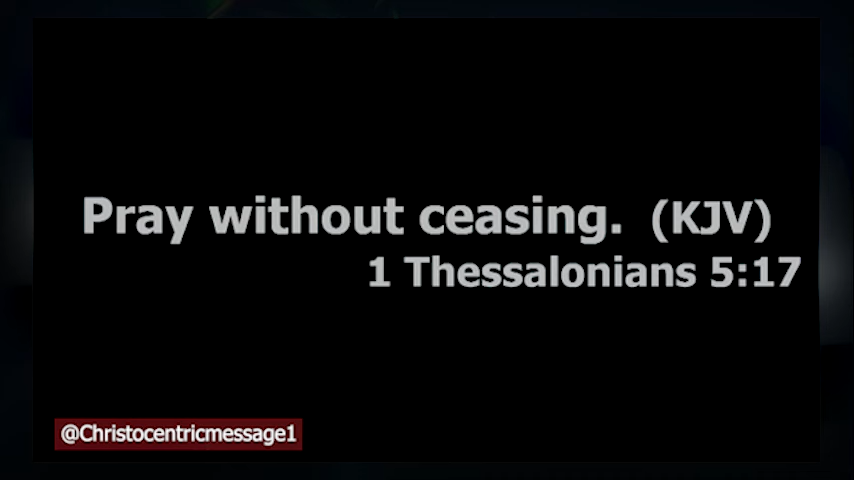 Pray without ceasing. (KJV)
1 Thessalonians 5:17
@Christocentricmessage1